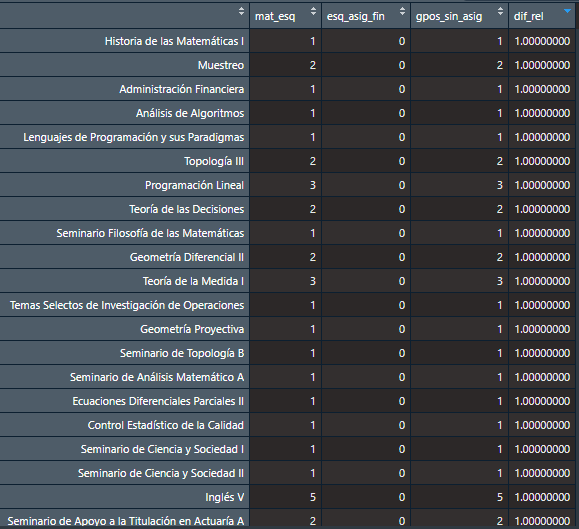 mat_esq esq_asig_fin gpos_sin_asig dif_rel
Historia de las Matemáticas I 1 0 1 1.00000000
Muestreo 2 0 2 1.00000000
Administración Financiera 1 0 1 1.00000000
Análisis de Algoritmos 1 0 1 1.00000000
Lenguajes de Programación y sus Paradigmas 1 0 1 1.00000000
Topología III 2 0 2 1.00000000
Programación Lineal 3 0 3 1.00000000
Teoría de las Decisiones 2 0 2 1.00000000
Seminario Filosofía de las Matemáticas 1 0 1 1.00000000
Geometría Diferencial II 2 0 2 1.00000000
Teoría de la Medida I 3 0 3 1.00000000
Temas Selectos de Investigación de Operaciones 1 0 1 1.00000000
Geometría Proyectiva 1 0 1 1.00000000
Seminario de Topología B 1 0 1 1.00000000
Seminario de Análisis Matemático A 1 0 1 1.00000000
Ecuaciones Diferenciales Parciales II 1 0 1 1.00000000
Control Estadístico de la Calidad 1 0 1 1.00000000
Seminario de Ciencia y Sociedad I 1 0 1 1.00000000
Seminario de Ciencia y Sociedad II 1 0 1 1.00000000
Inglés V 5 0 5 1.00000000
Seminario de Apoyo a la Titulación en Actuaría A 2 0 2 1.00000000